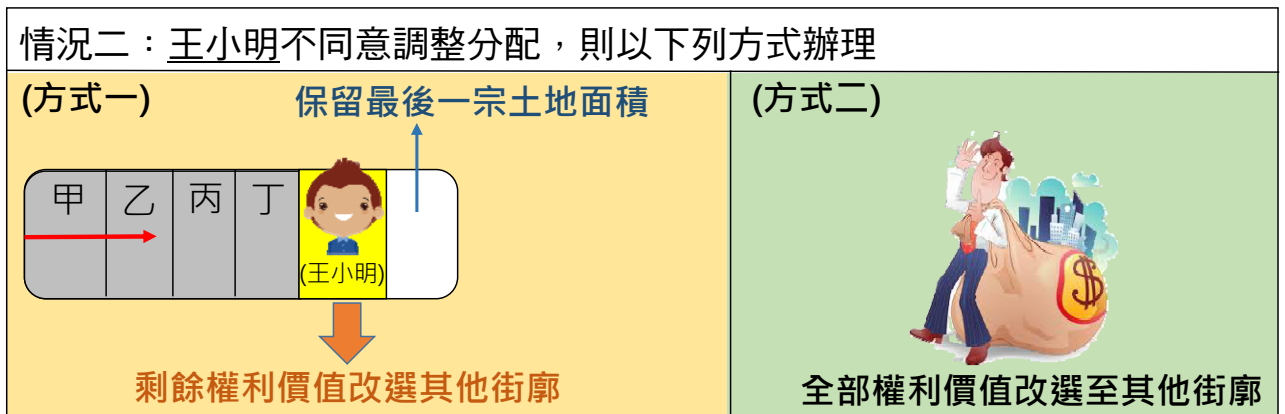 情況二：王小明不同意調整分配，則以下列方式辦理
(方式一)
保留最後一宗土地面積
甲 乙 丙 丁
(王小明)
剩餘權利價值改選其他街廓
(方式二)
$
全部權利價值改選至其他街廓